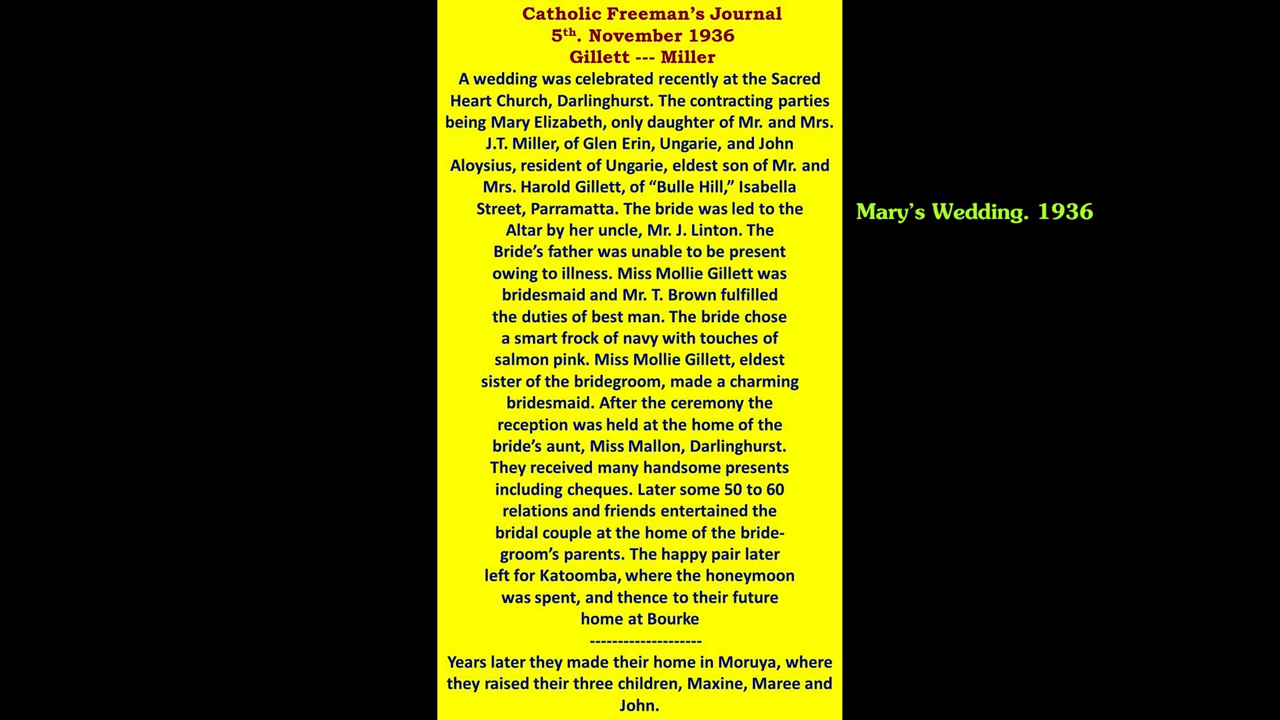 Catholic Freeman’s Journal
5th. November 1936
Gillett --- Miller
A wedding was celebrated recently at the Sacred
Heart Church, Darlinghurst. The contracting parties
being Mary Elizabeth, only daughter of Mr. and Mrs.
J.T. Miller, of Glen Erin, Ungarie, and John
Aloysius, resident of Ungarie, eldest son of Mr. and
Mrs. Harold Gillett, of “Bulle Hill,” Isabella
Street, Parramatta. The bride was led to the
Altar by her uncle, Mr. J. Linton. The
Bride’s father was unable to be present
owing to illness. Miss Mollie Gillett was
bridesmaid and Mr. T. Brown fulfilled
the duties of best man. The bride chose
a smart frock of navy with touches of
salmon pink. Miss Mollie Gillett, eldest
sister of the bridegroom, made a charming
bridesmaid. After the ceremony the
reception was held at the home of the
bride’s aunt, Miss Mallon, Darlinghurst.
They received many handsome presents
including cheques. Later some 50 to 60
relations and friends entertained the
bridal couple at the home of the bride-
groom’s parents. The happy pair later
left for Katoomba, where the honeymoon
was spent, and thence to their future
home at Bourke
--------------------
Years later they made their home in Moruya, where
they raised their three children, Maxine, Maree and
John.
Mary’s Wedding. 1936